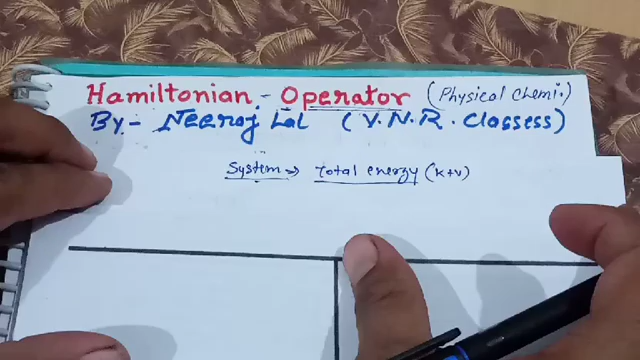 Hamiltonian - Operator (Physical Chemi.)
By - Neeraj Lal (V.N.R. Classess)
System → Total energy (K+V)